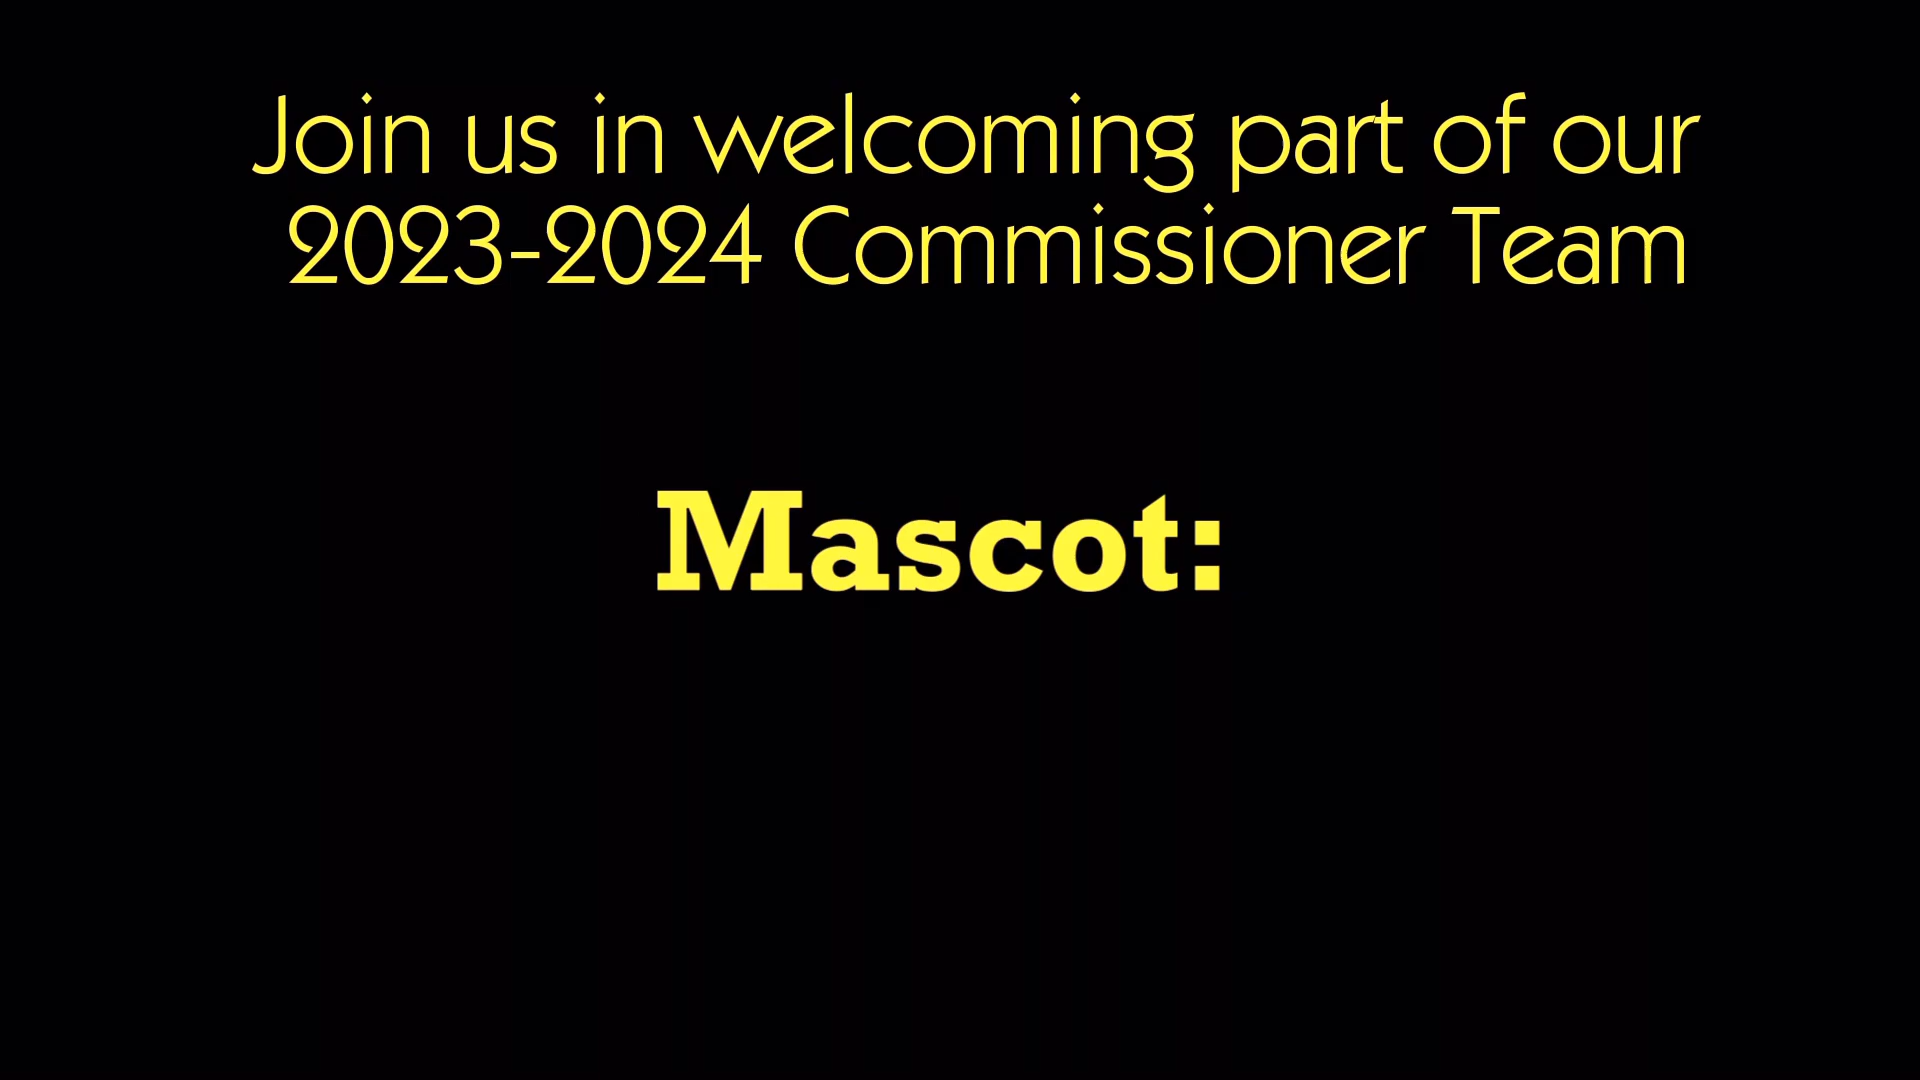 Join us in welcoming part of our
2023-2024 Commissioner Team
Mascot: